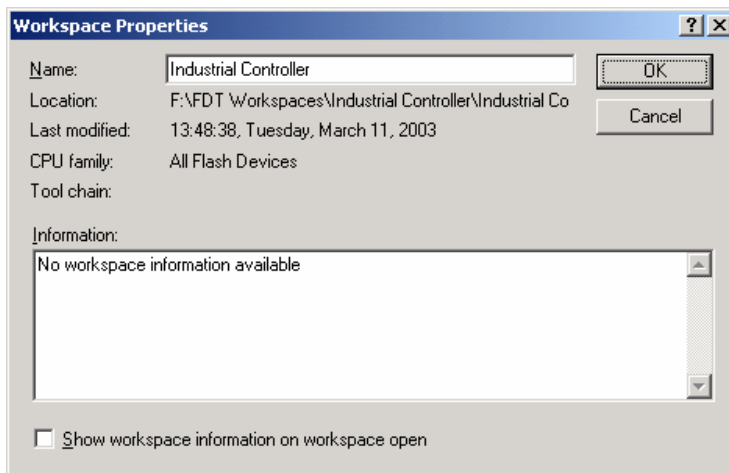 Workspace Properties
Name: Industrial Controller
OK
Location: F:\FDT Workspaces\Industrial Controller\Industrial Co
Last modified: 13:48:38, Tuesday, March 11, 2003
Cancel
CPU family: All Flash Devices
Tool chain:
Information:
No workspace information available
Show workspace information on workspace open